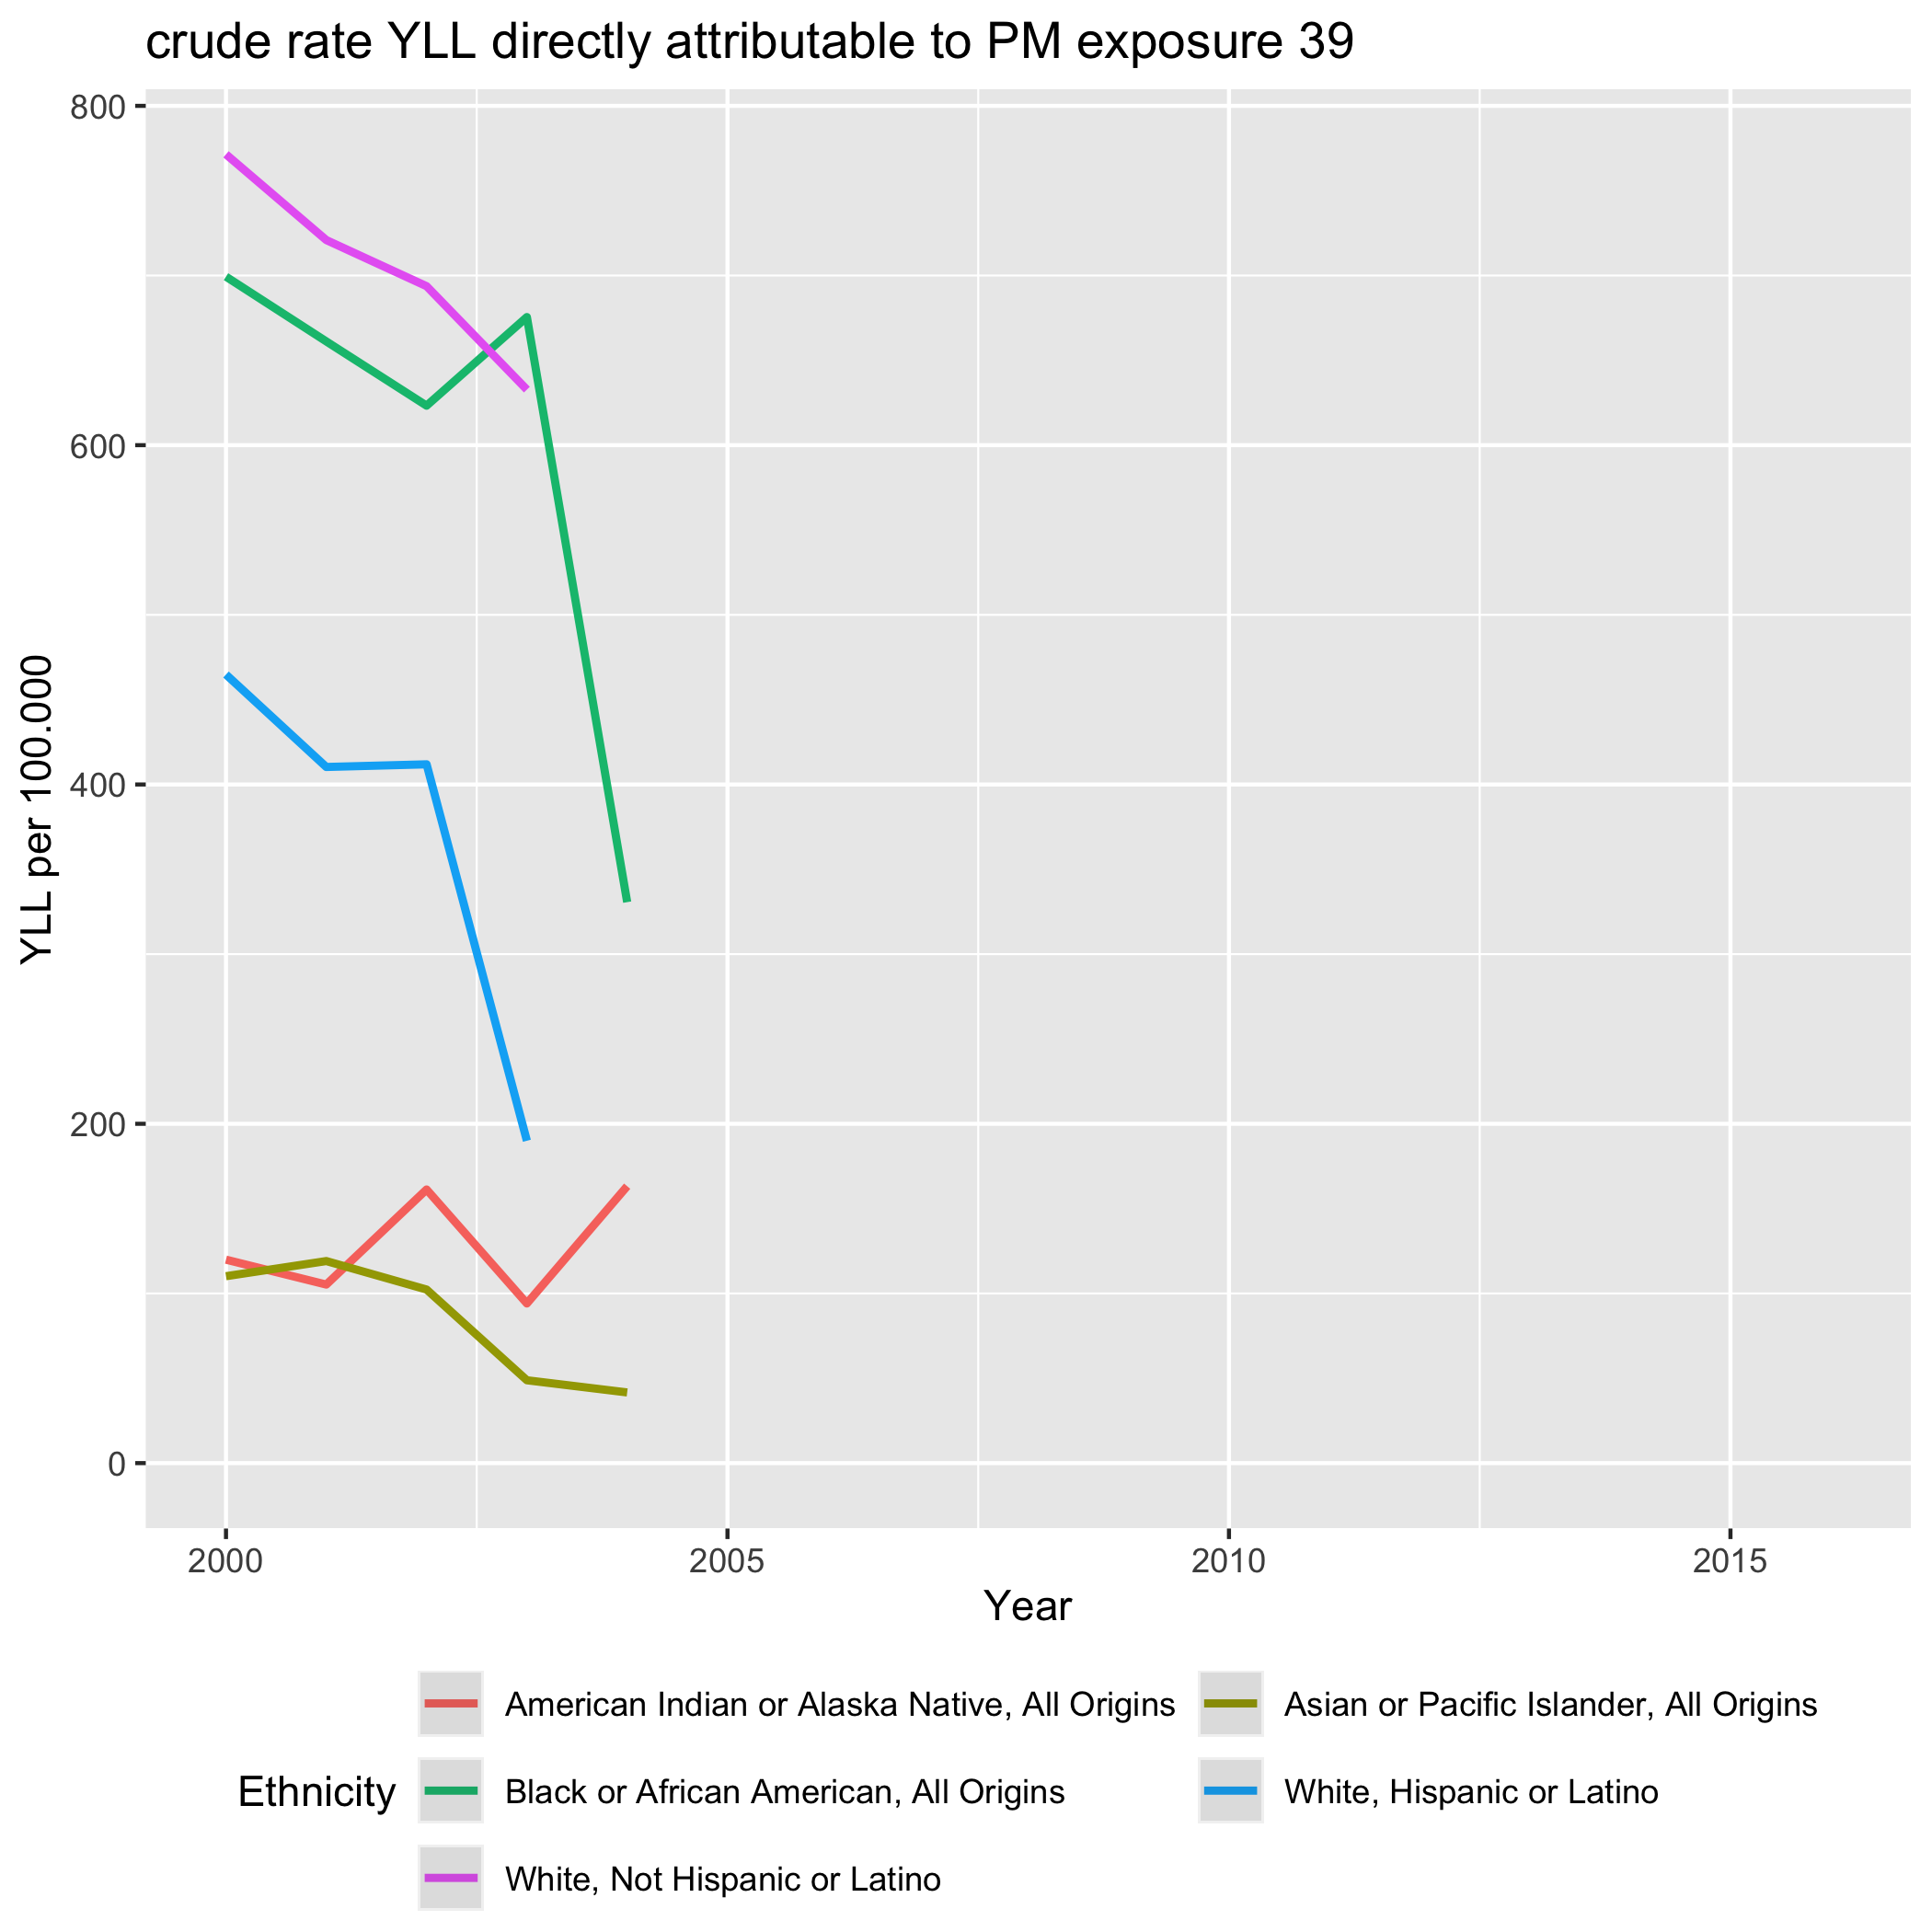 crude rate YLL directly attributable to PM exposure 39
800
600
400
200
0
YLL per 100.000
2000 2005 2010 2015
Year
Ethnicity
American Indian or Alaska Native, All Origins
Asian or Pacific Islander, All Origins
Black or African American, All Origins
White, Hispanic or Latino
White, Not Hispanic or Latino